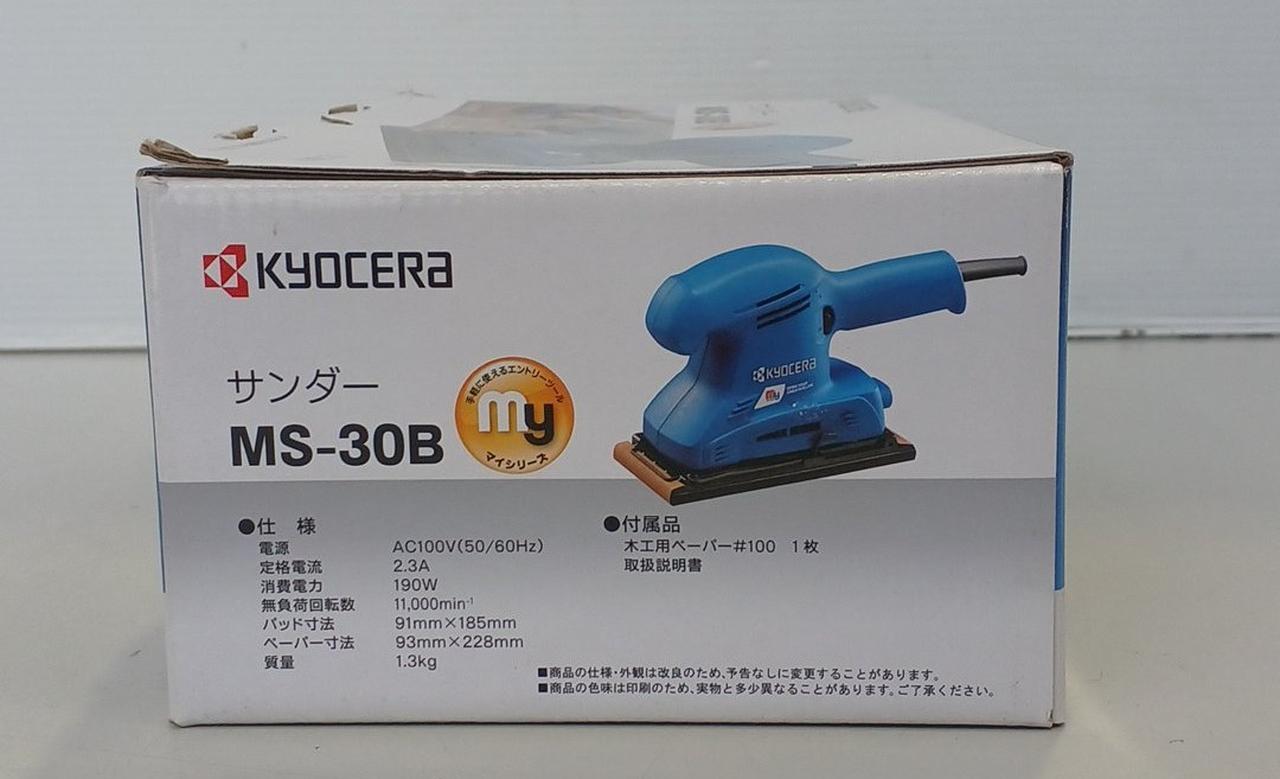 KYOCERA
サンダー
MS-30B
手軽に使えるエントリーツール
my
マイシリーズ
KYOCERA
my
●仕 様
電源 AC100V(50/60Hz)
定格電流 2.3A
消費電力 190W
無負荷回転数 11,000min⁻¹
パッド寸法 91mm×185mm
ペーパー寸法 93mm×228mm
質量 1.3kg
●付属品
木工用ペーパー#100 1枚
取扱説明書
■商品の仕様・外観は改良のため、予告なしに変更することがあります。
■商品の色味は印刷のため、実物と多少異なることがあります。ご了承ください。